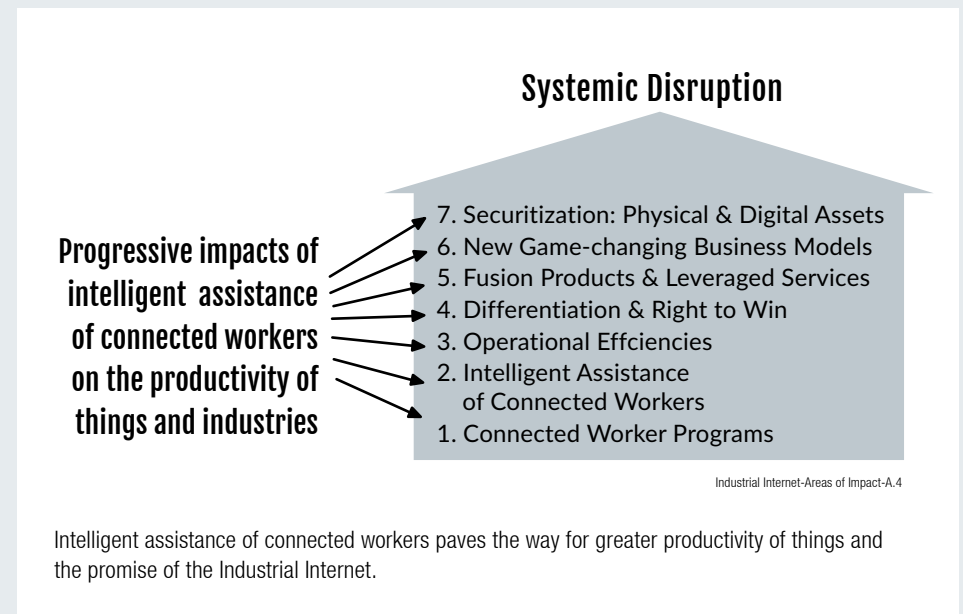 Systemic Disruption
Progressive impacts of
intelligent assistance
of connected workers
on the productivity of
things and industries
7. Securitization: Physical & Digital Assets
6. New Game-changing Business Models
5. Fusion Products & Leveraged Services
4. Differentiation & Right to Win
3. Operational Effciencies
2. Intelligent Assistance
of Connected Workers
1. Connected Worker Programs
Industrial Internet-Areas of Impact-A.4
Intelligent assistance of connected workers paves the way for greater productivity of things and
the promise of the Industrial Internet.